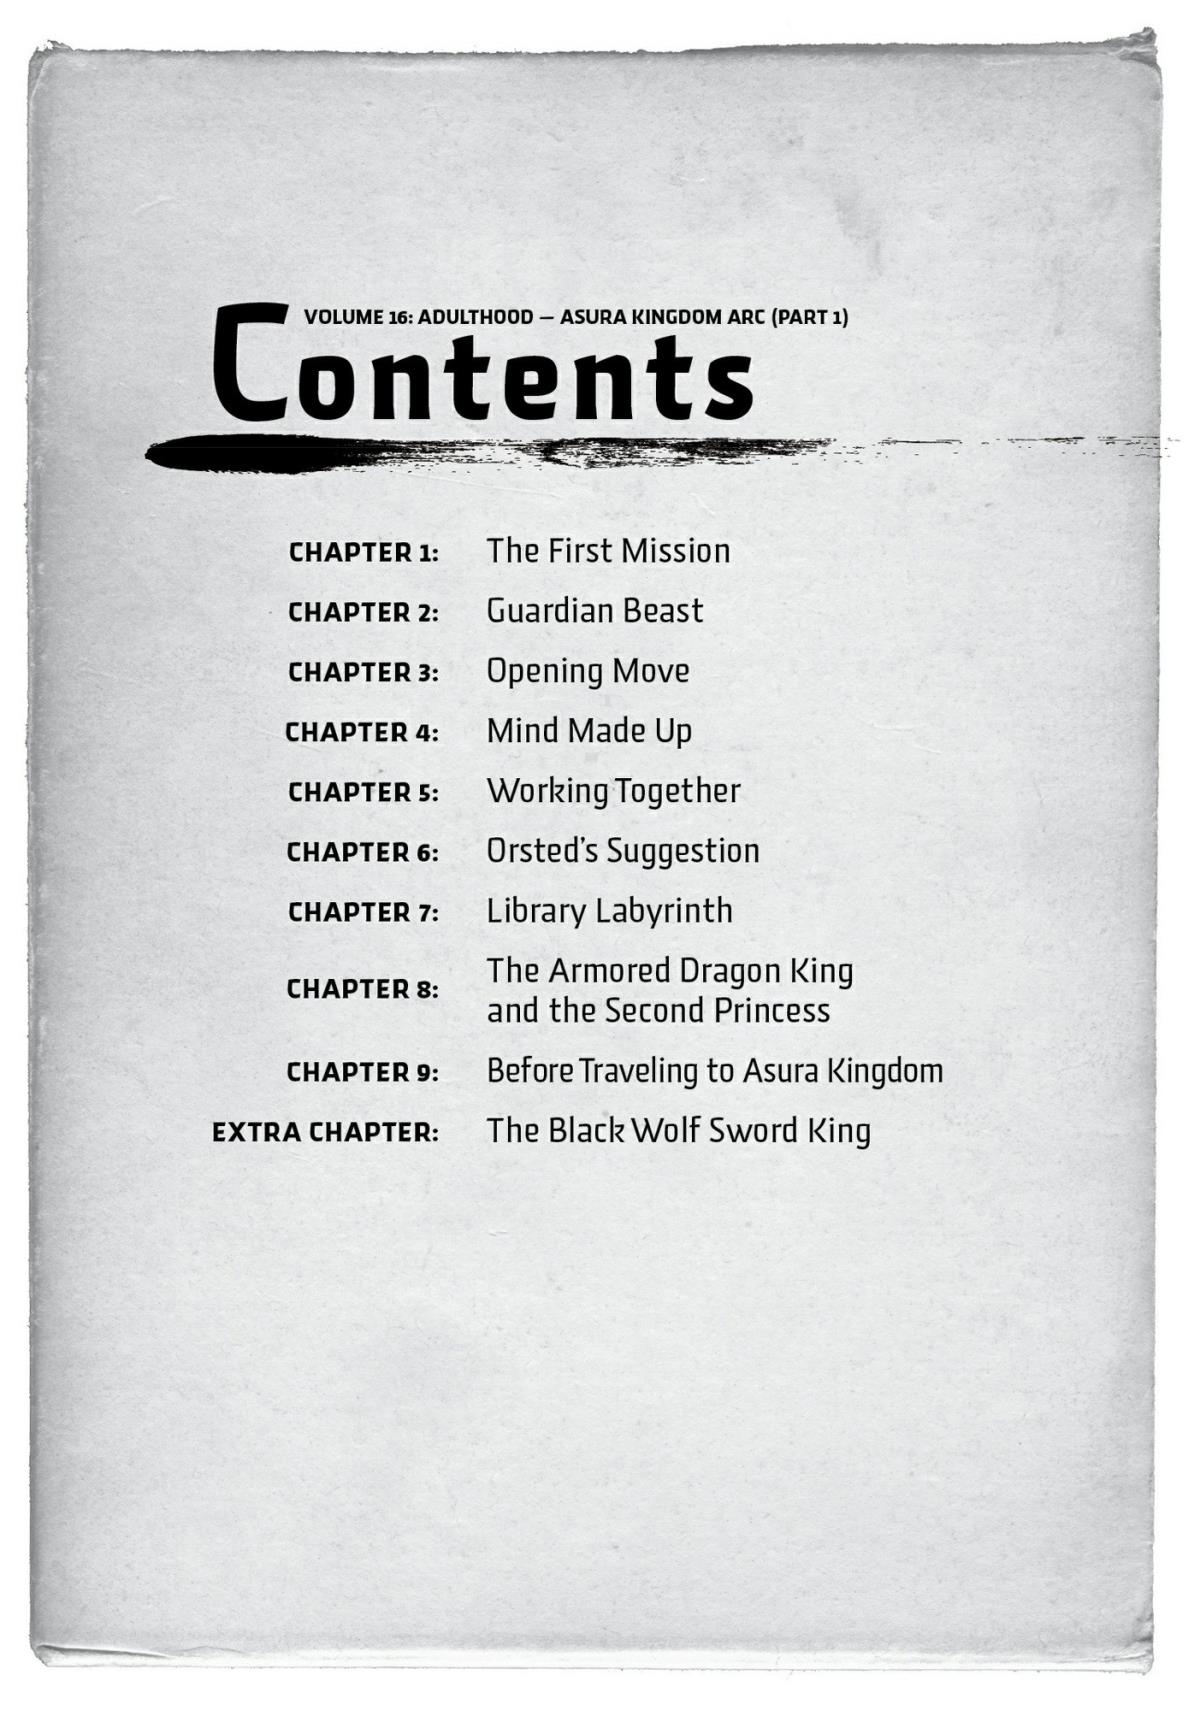 VOLUME 16: ADULTHOOD — ASURA KINGDOM ARC (PART 1)
Contents
CHAPTER 1: The First Mission
CHAPTER 2: Guardian Beast
CHAPTER 3: Opening Move
CHAPTER 4: Mind Made Up
CHAPTER 5: Working Together
CHAPTER 6: Orsted’s Suggestion
CHAPTER 7: Library Labyrinth
CHAPTER 8: The Armored Dragon King
and the Second Princess
CHAPTER 9: Before Traveling to Asura Kingdom
EXTRA CHAPTER: The Black Wolf Sword King